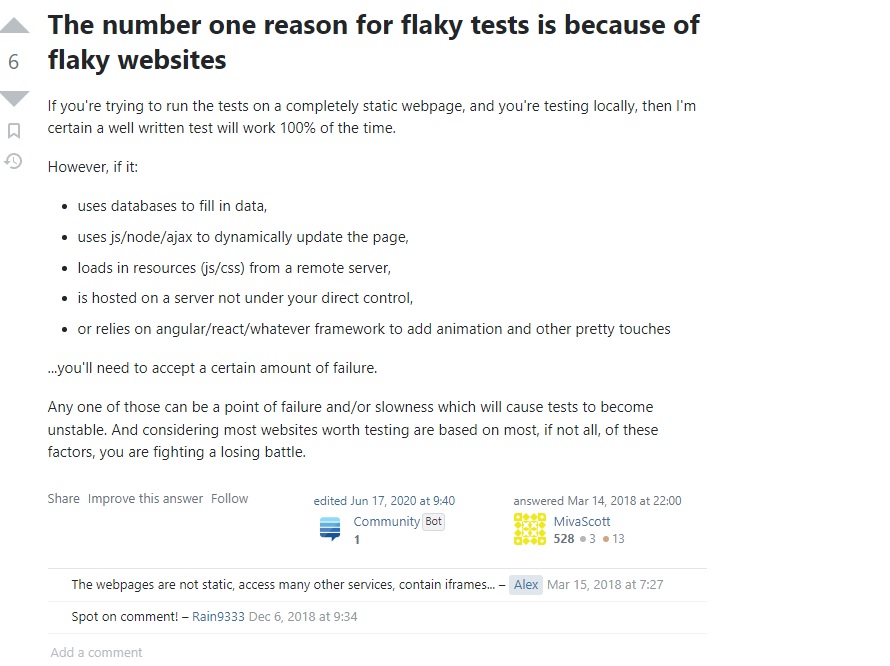 The number one reason for flaky tests is because of
flaky websites
6
If you're trying to run the tests on a completely static webpage, and you're testing locally, then I'm
certain a well written test will work 100% of the time.
However, if it:
• uses databases to fill in data,
• uses js/node/ajax to dynamically update the page,
• loads in resources (js/css) from a remote server,
• is hosted on a server not under your direct control,
• or relies on angular/react/whatever framework to add animation and other pretty touches
...you'll need to accept a certain amount of failure.
Any one of those can be a point of failure and/or slowness which will cause tests to become
unstable. And considering most websites worth testing are based on most, if not all, of these
factors, you are fighting a losing battle.
Share Improve this answer Follow
edited Jun 17, 2020 at 9:40
Community Bot
1
answered Mar 14, 2018 at 22:00
MivaScott
528 ●3 ●13
The webpages are not static, access many other services, contain iframes... – Alex Mar 15, 2018 at 7:27
Spot on comment! – Rain9333 Dec 6, 2018 at 9:34
Add a comment